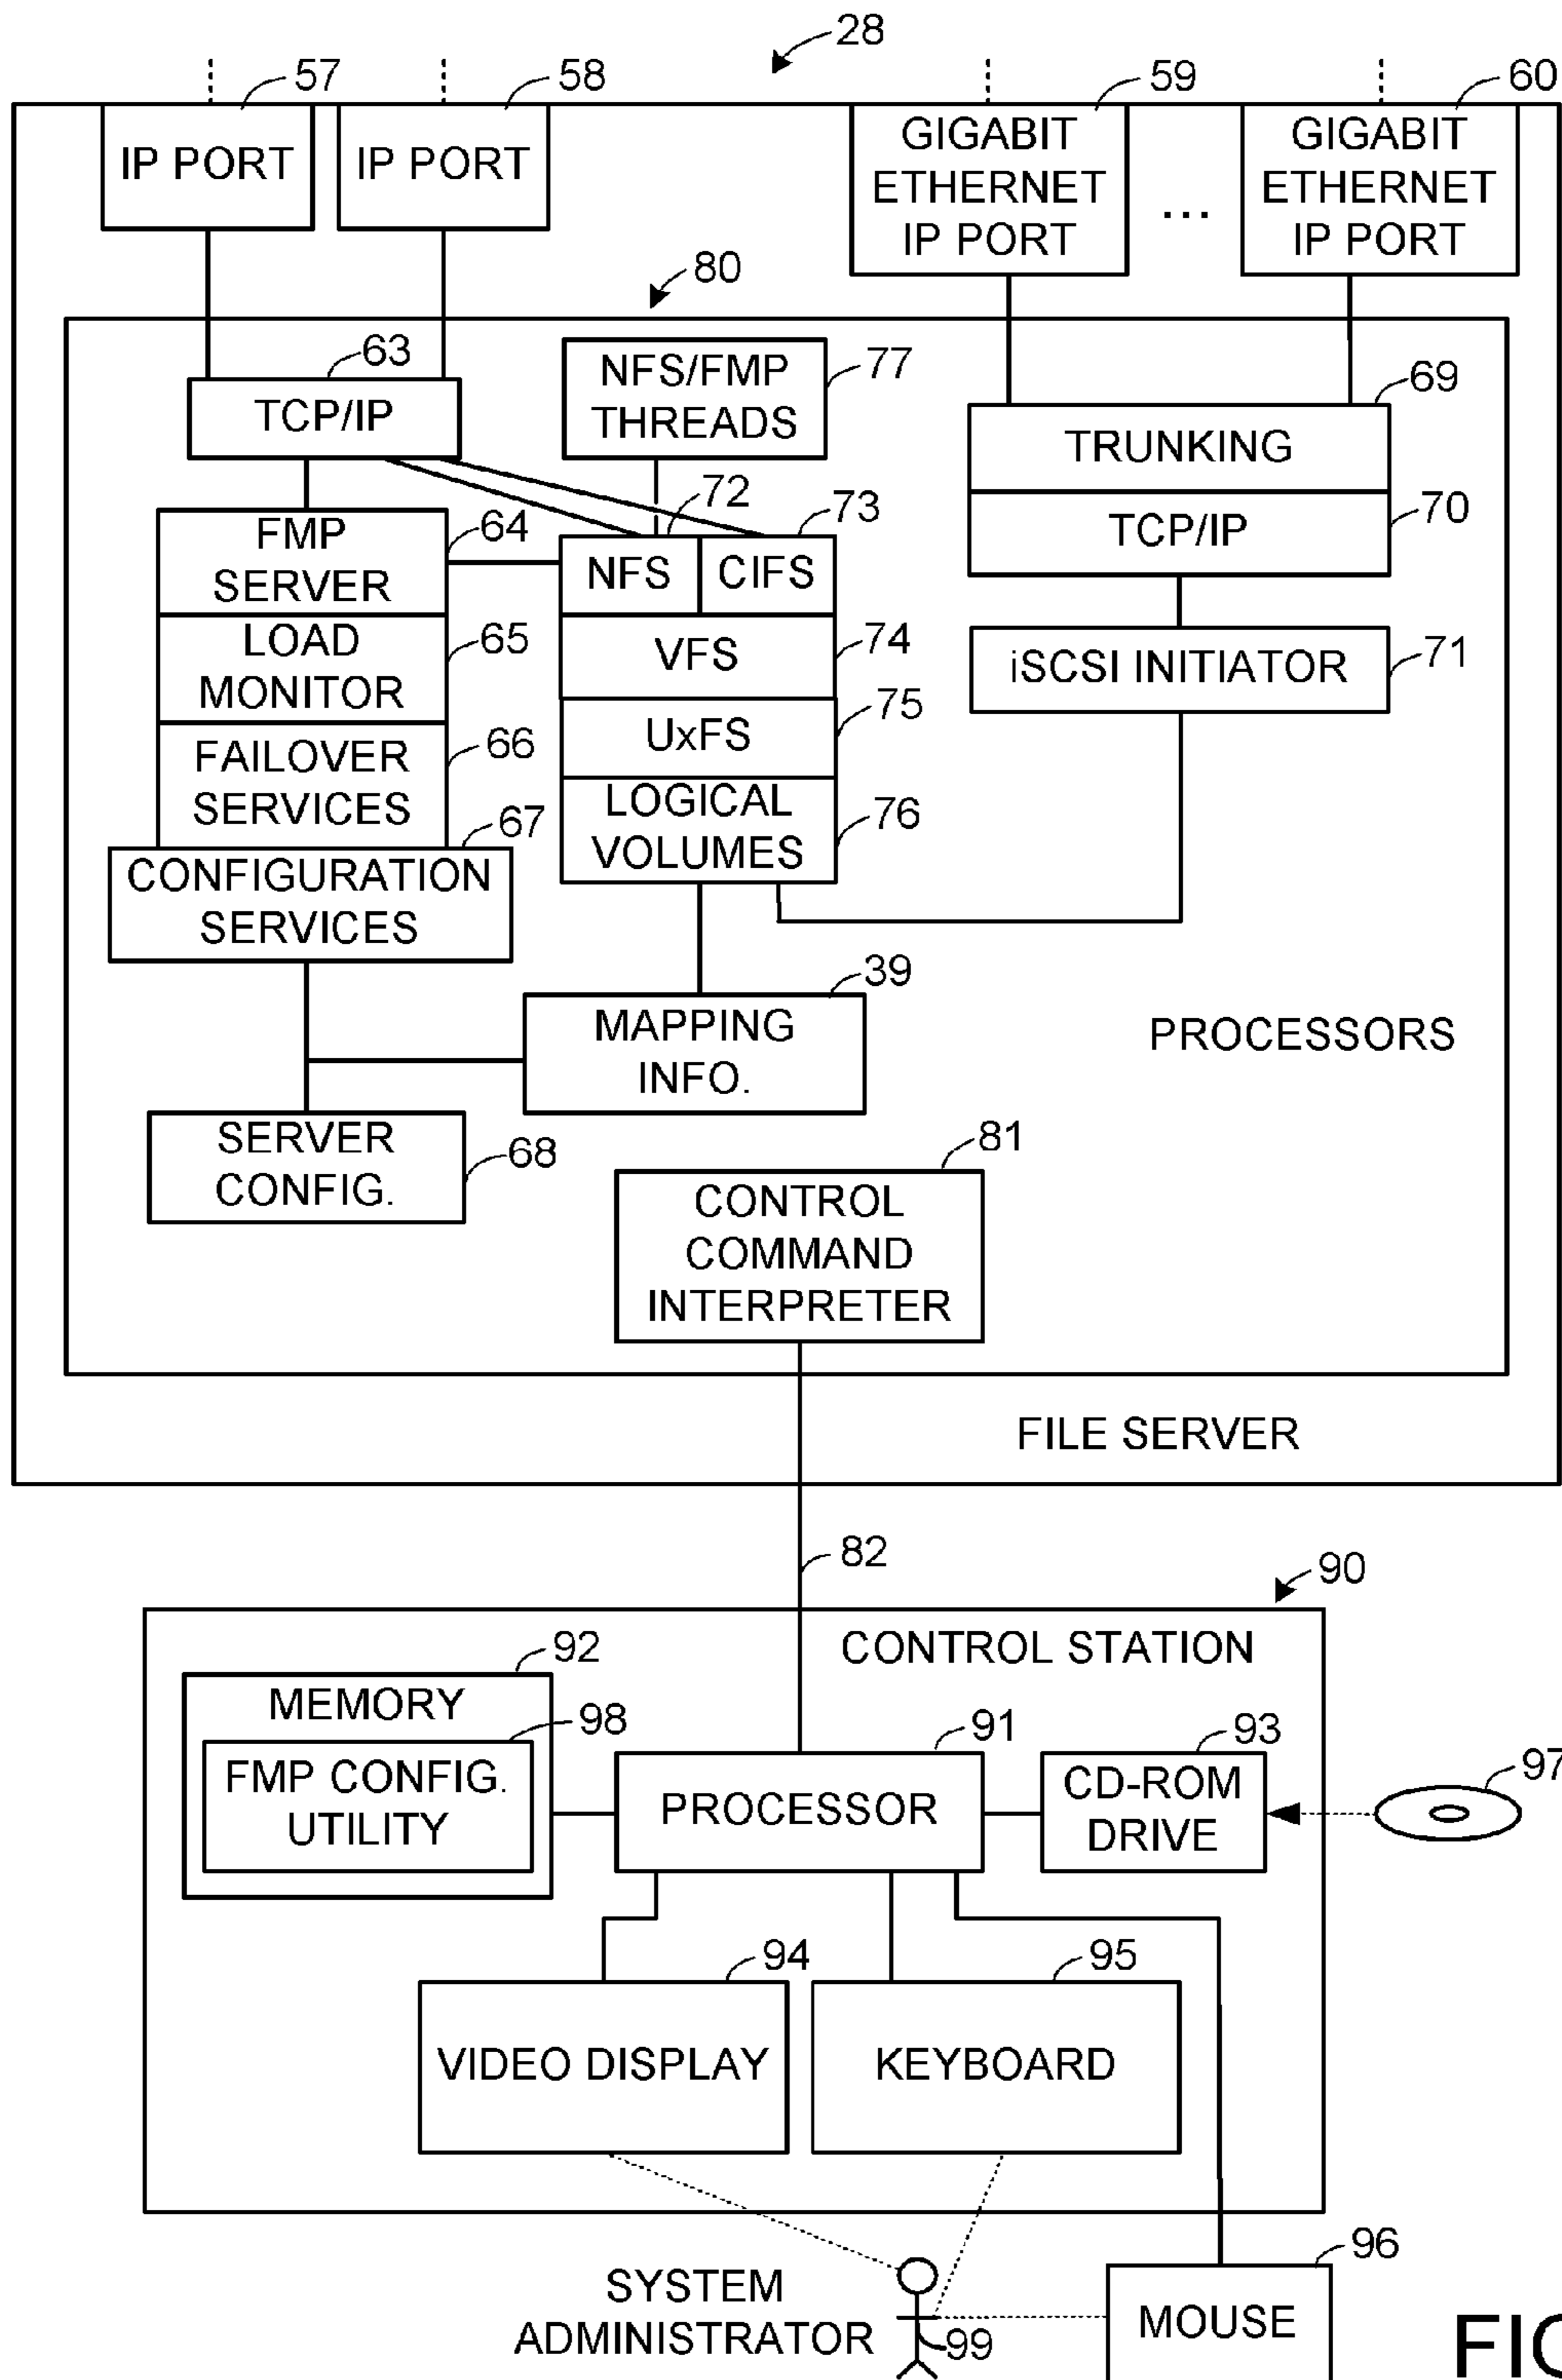 28
57
58
59
60
IP PORT
IP PORT
GIGABIT
ETHERNET
IP PORT
...
GIGABIT
ETHERNET
IP PORT
80
63
TCP/IP
NFS/FMP
THREADS
77
69
TRUNKING
70
TCP/IP
72
73
FMP
SERVER
64
NFS
CIFS
LOAD
MONITOR
65
VFS
74
iSCSI INITIATOR
71
FAILOVER
SERVICES
66
UxFS
75
LOGICAL
VOLUMES
76
67
CONFIGURATION
SERVICES
39
MAPPING
INFO.
PROCESSORS
SERVER
CONFIG.
68
81
CONTROL
COMMAND
INTERPRETER
FILE SERVER
82
90
CONTROL STATION
92
MEMORY
98
FMP CONFIG.
UTILITY
91
PROCESSOR
93
CD-ROM
DRIVE
97
94
VIDEO DISPLAY
95
KEYBOARD
SYSTEM
ADMINISTRATOR
99
96
MOUSE